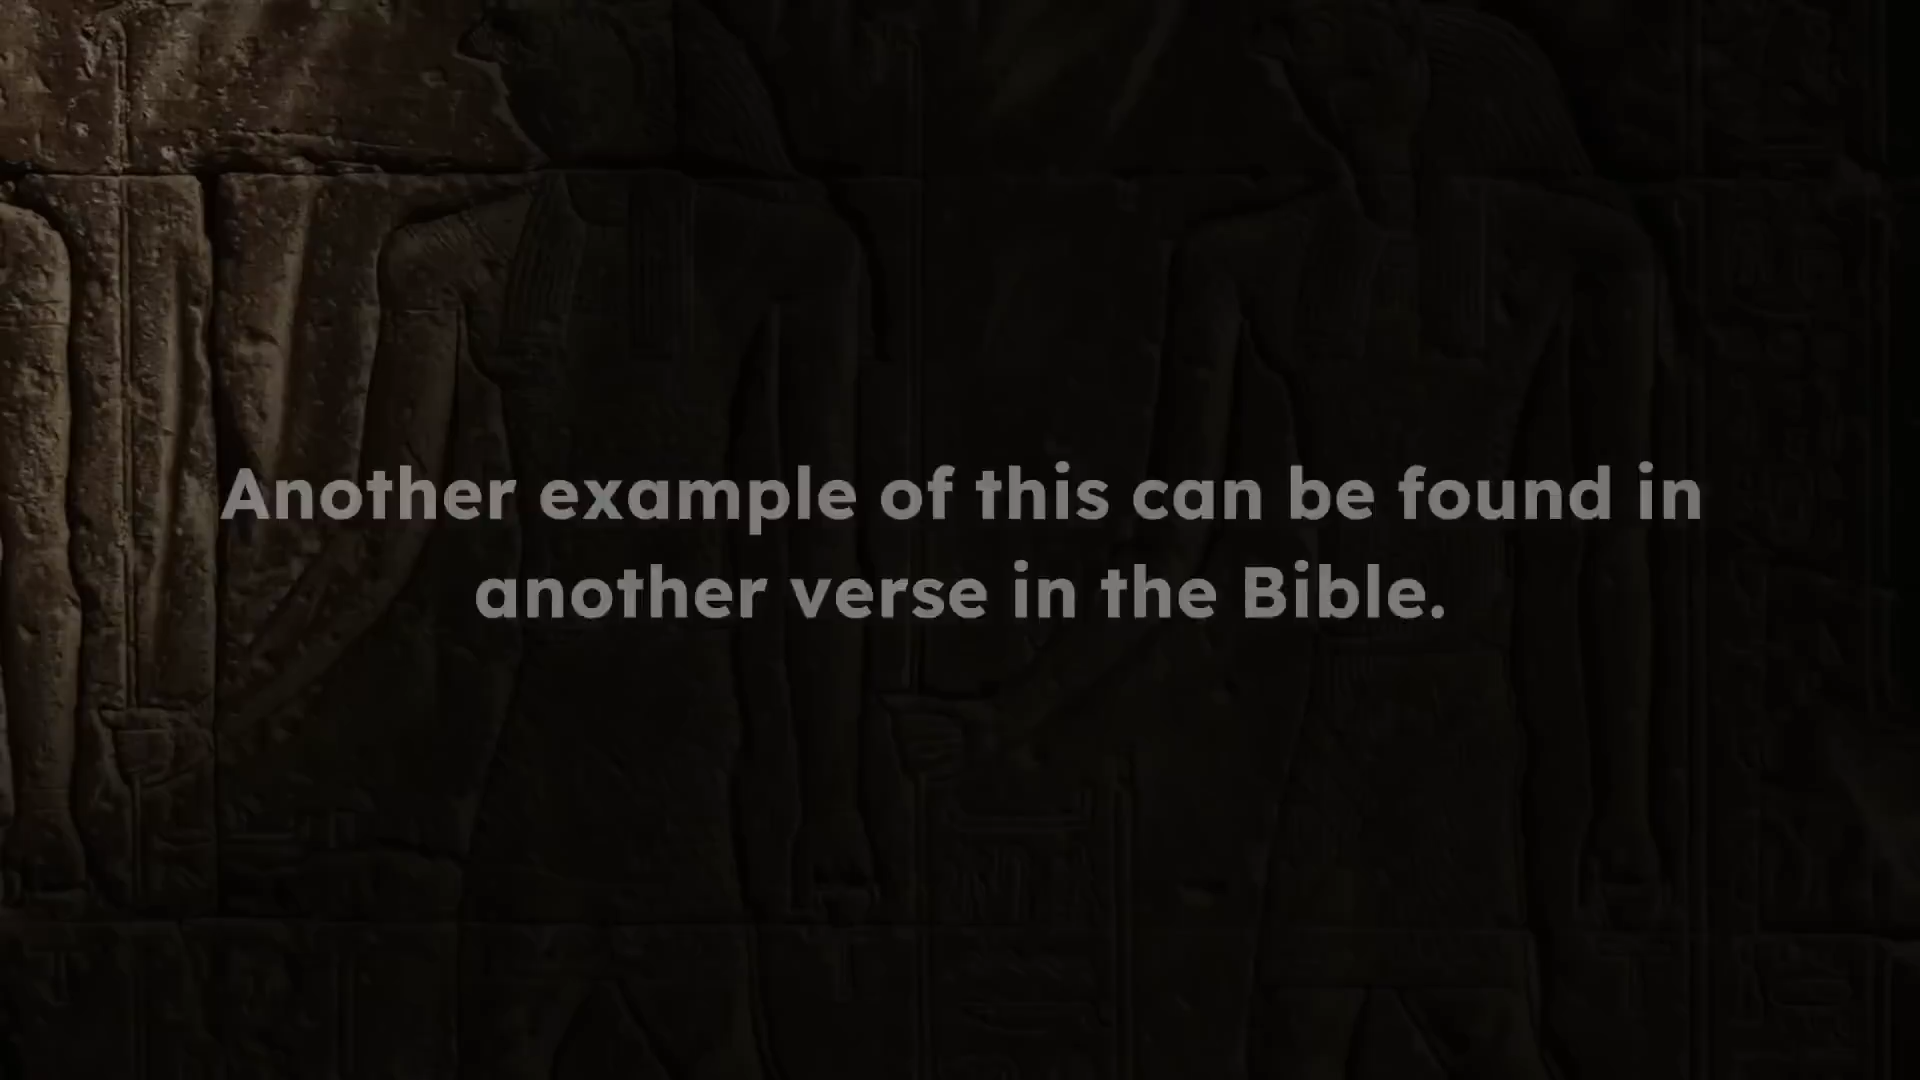 Another example of this can be found in
another verse in the Bible.